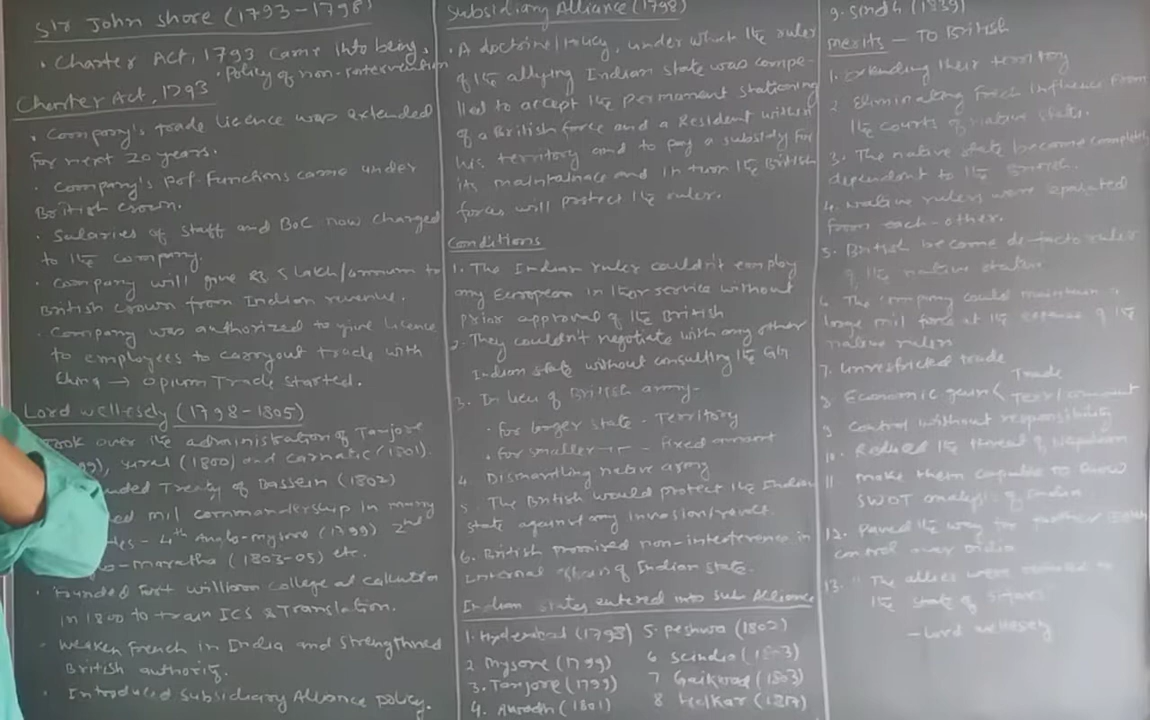 Sir John Shore (1793-1798)
• Charter Act, 1793 came into being.
• Policy of non-intervention
Charter Act, 1793
• Company's trade licence was extended
for next 20 years.
• Company's Pol. Functions came under
British crown.
• Salaries of staff and BoC now charged
to the company.
• Company will give 5 lakh/annum to
British crown from Indian revenue.
• Company was authorized to give licence
to employees to carryout trade with
China → Opium Trade started.
Lord Wellesely (1798-1805)
Took over the administration of Tanjore
99), Surat (1800) and Carnatic (1801).
nded Treaty of Bassein (1802)
ed mil commandership in many
es - 4th Anglo-mysore (1799) 2nd
o-maratha (1803-05) etc.
• Founded Fort william college at calcutta
in 1800 to train ICS & Translation.
• Weaken French in India and strengthned
British authority.
• Introduced subsidiary Alliance policy.
Subsidiary Alliance (1798)
• A doctrine/Policy, under which the ruler
of the allying Indian state was compe-
lled to accept the permanent stationing
of a British force and a Resident within
his territory and to pay a subsidy for
its maintainace and in turn the British
forces will protect the ruler.
Conditions
1. The Indian ruler couldn't employ
any European in their service without
prior approval of the British
2. They couldn't negotiate with any other
Indian state without consulting the GG
3. In lieu of British army-
• for larger state - Territory
• for smaller - fixed amount
4. Dismantling native army
5. The British would protect the Indian
state against any invasion/revolt.
6. British promised non-interference in
internal affairs of Indian state.
Indian states entered into sub Alliance
1. Hyderabad (1798) 5. Peshwa (1802)
2. Mysore (1799) 6 Scindia (1803)
3. Tanjore (1799) 7 Gaikwad (1803)
4. Awadh (1801) 8 Holkar
9. Sindh (1839)
Merits - To British
1. Extending their territory
2 Eliminating French influence from
the courts of native state.
3. The native state become completely
dependent to the British.
4. Native rulers were separated
from each-other.
5. British become de-facto ruler
of the native states
6 The company could maintain a
large mil force at the expense of the
native rulers
7. Unrestricted trade
8 Economic gain < Trade
Terr/amount
9 Control without responsibility
10. Reduced the threat of Napoleon
11 make them capable to know
SWOT analysis of India
12. Paved the way for further British
control over India
13. " The allies were
the state of
-Lord Wellesely